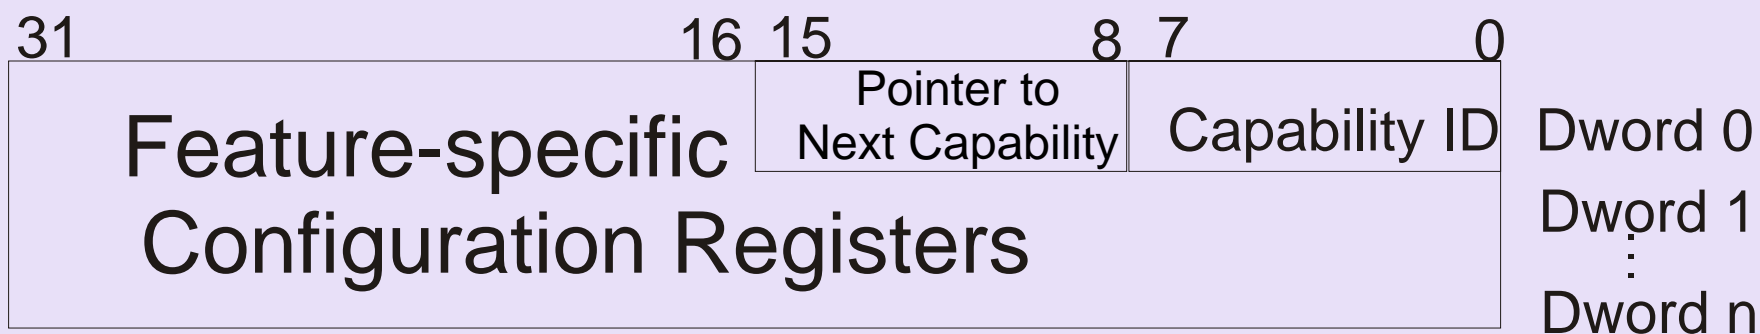 31 16 15 8 7 0
Pointer to
Next Capability
Capability ID
Dword 0
Feature-specific
Configuration Registers
Dword 1
:
Dword n